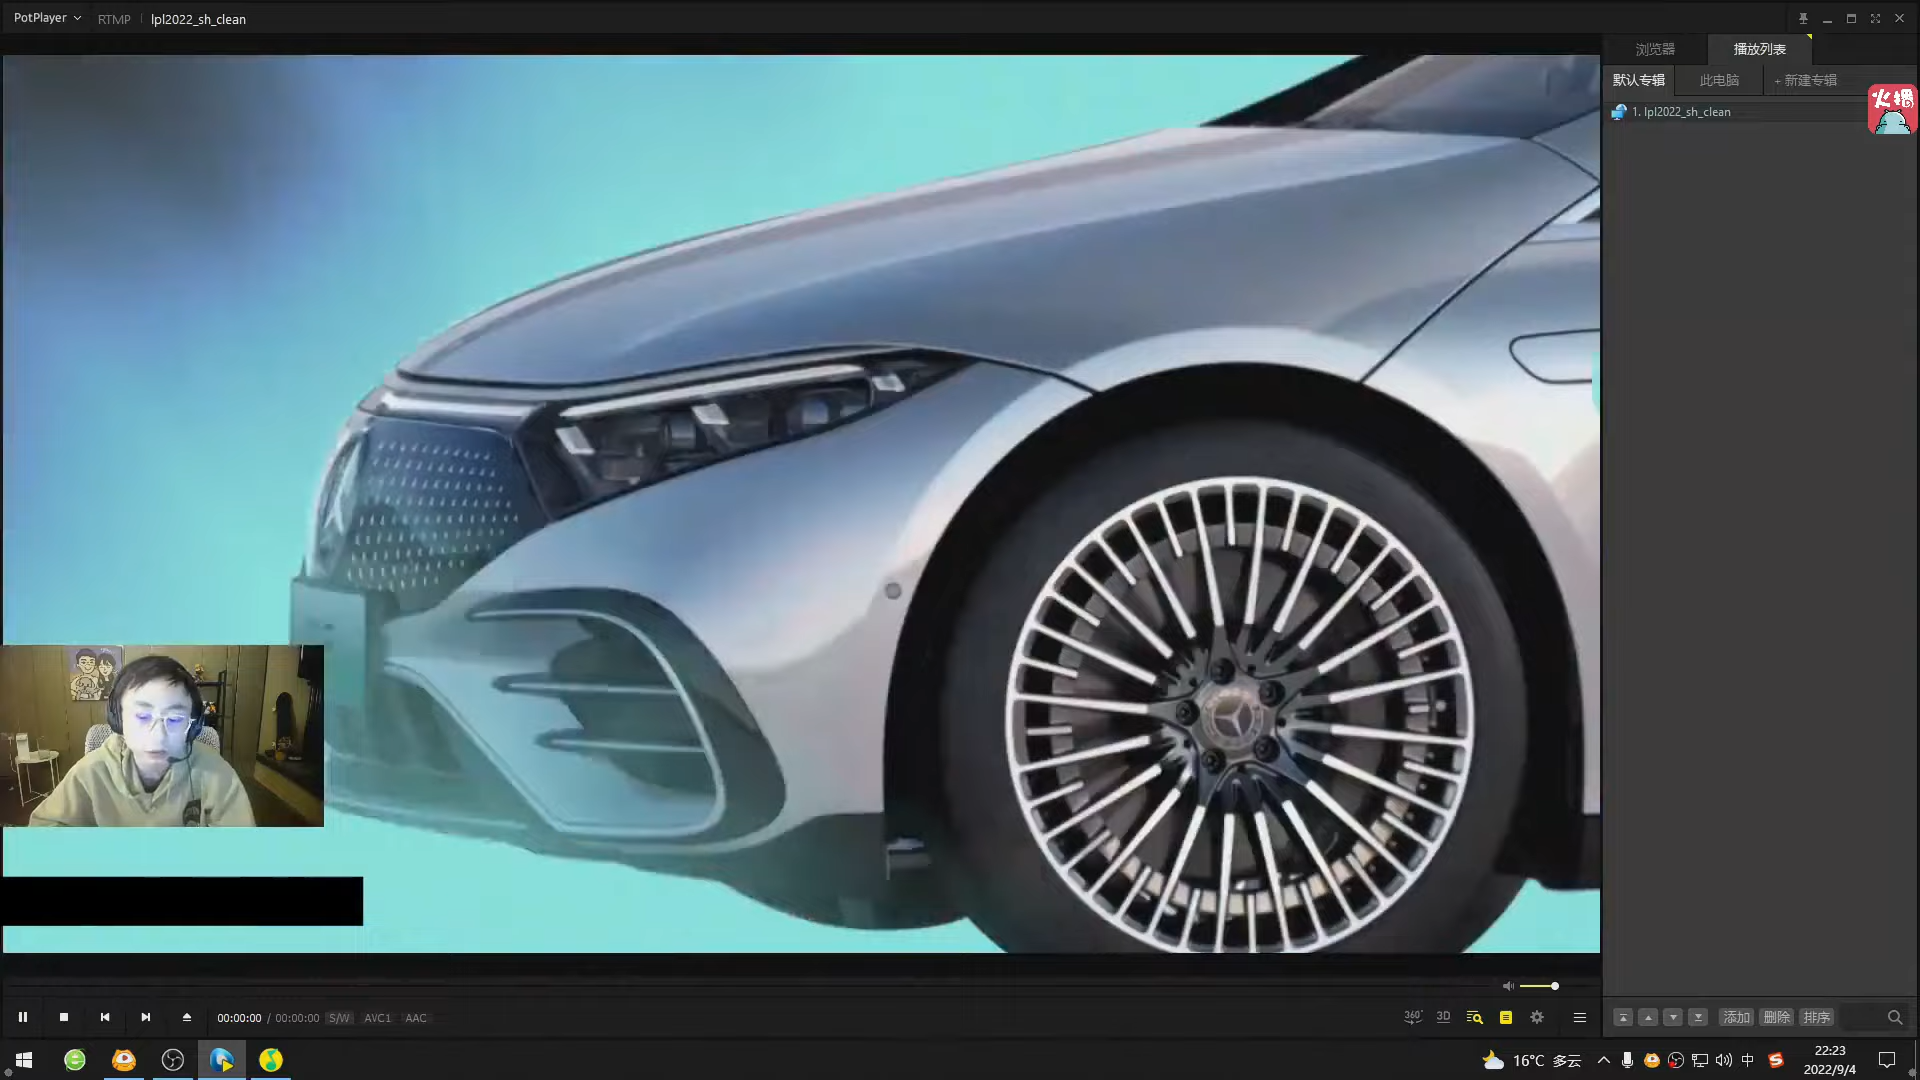 PotPlayer RTMP lpl2022_sh_clean
浏览器 播放列表
默认专辑 此电脑 + 新建专辑
火播
1. lpl2022_sh_clean
00:00:00 / 00:00:00 S/W AVC1 AAC
360° 3D
添加 删除 排序
16°C 多云
中
22:23
2022/9/4